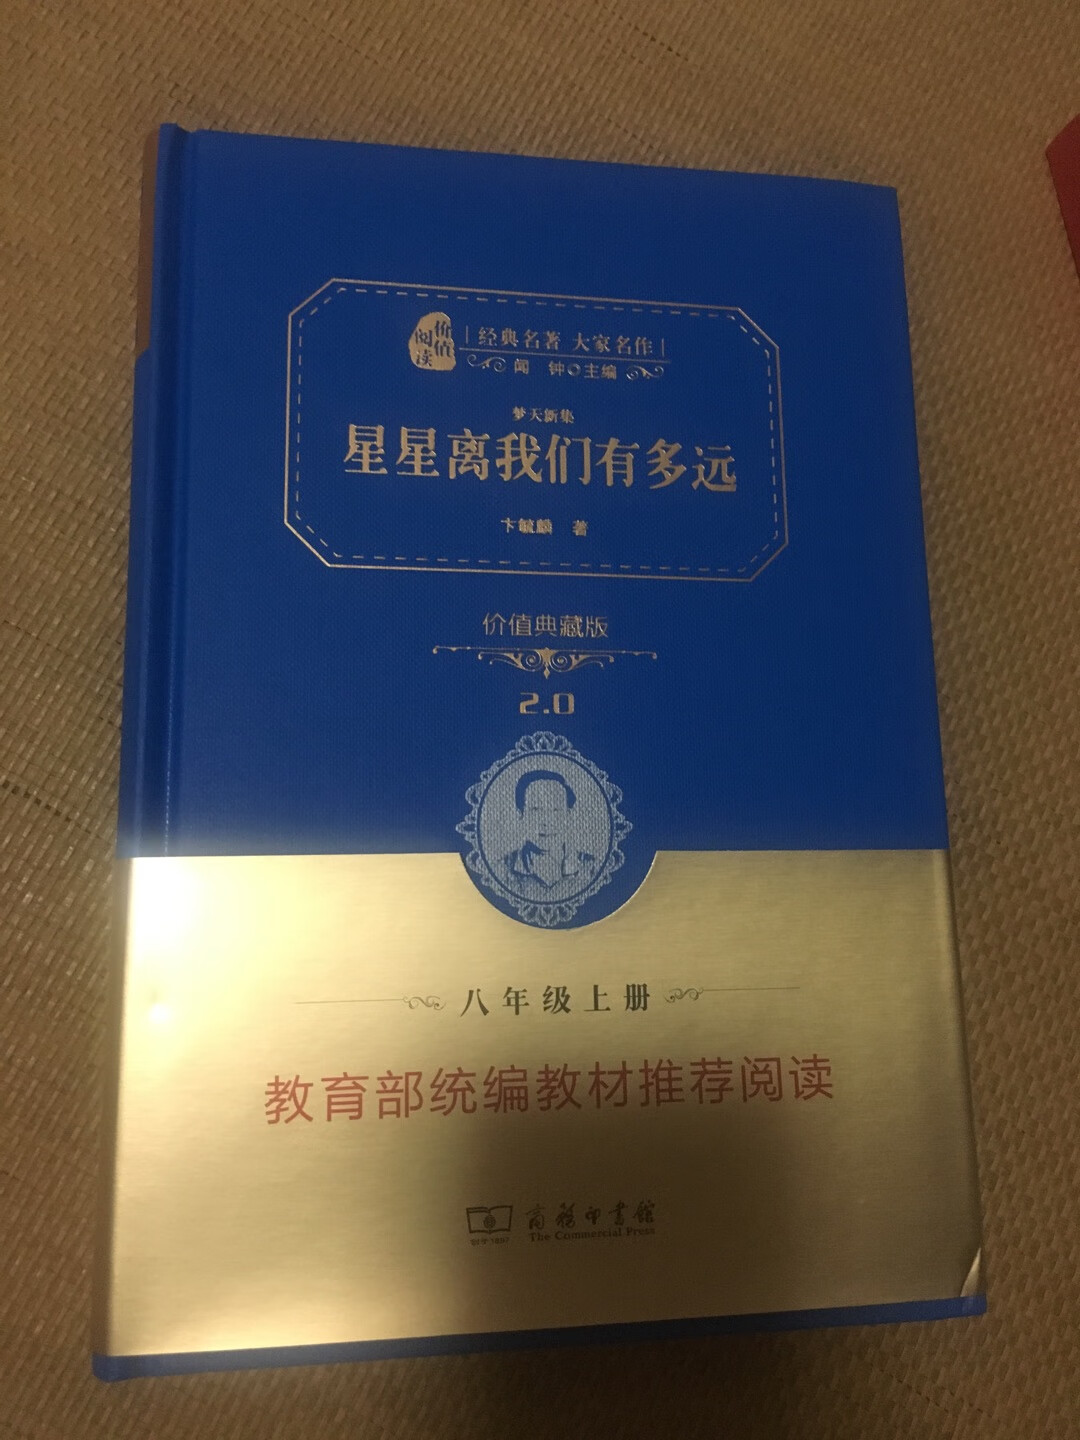 价值阅读
经典名著 大家名作
闻 钟 主编
梦天新集
星星离我们有多远
卞毓麟 著
价值典藏版
2.0
八年级上册
教育部统编教材推荐阅读
商務印書館
The Commercial Press